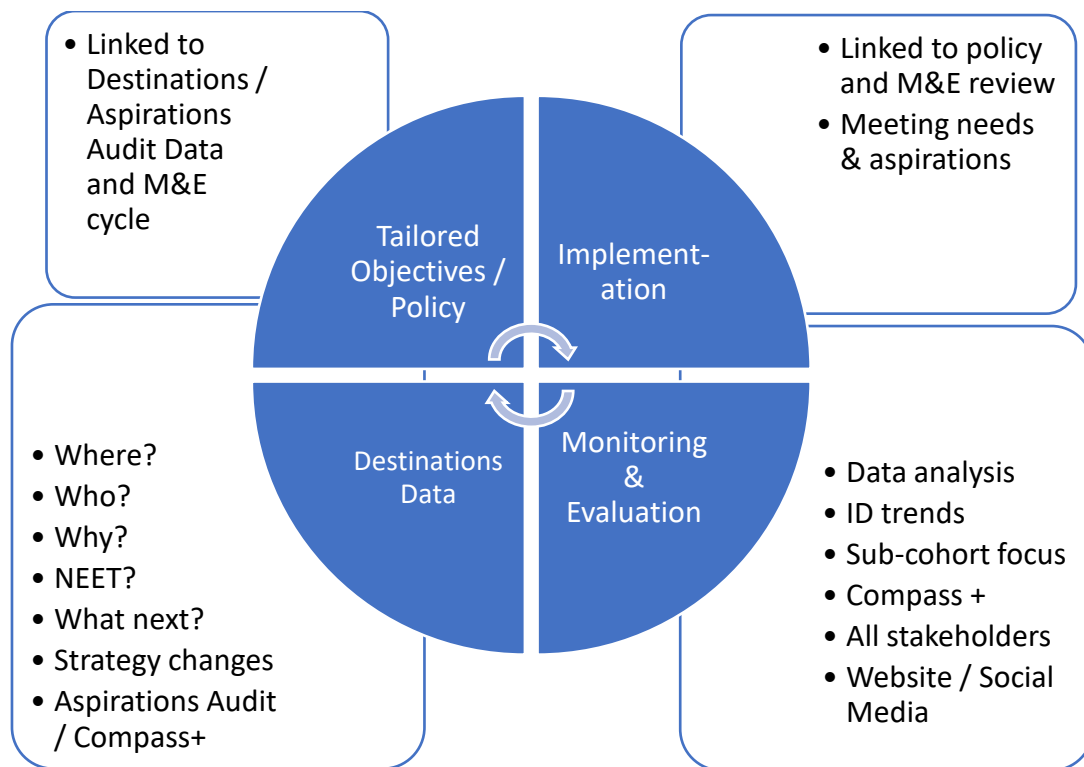 • Linked to
Destinations /
Aspirations
Audit Data
and M&E
cycle
• Linked to policy
and M&E review
• Meeting needs
& aspirations
Tailored
Objectives /
Policy
Implement-
ation
Destinations
Data
Monitoring
&
Evaluation
• Where?
• Who?
• Why?
• NEET?
• What next?
• Strategy changes
• Aspirations Audit
/ Compass+
• Data analysis
• ID trends
• Sub-cohort focus
• Compass +
• All stakeholders
• Website / Social
Media